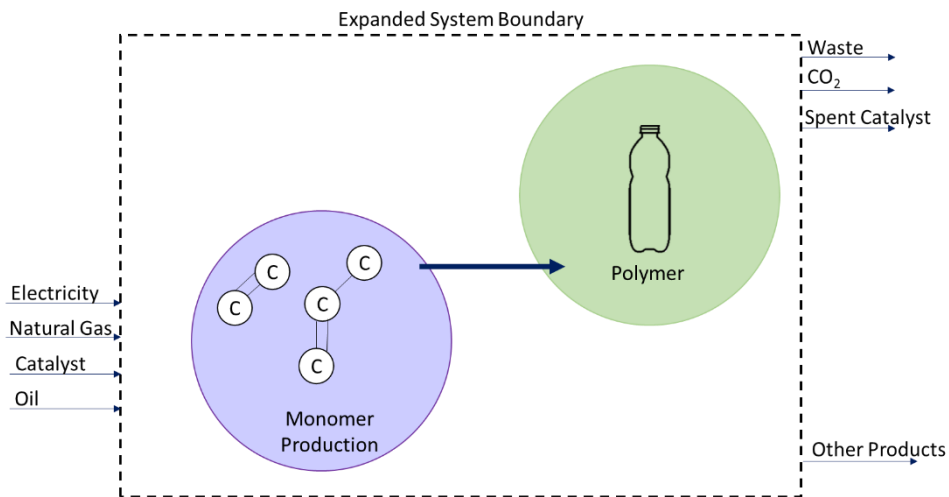 Expanded System Boundary
Waste
CO₂
Spent Catalyst
Polymer
C
C
C
C
C
Electricity
Natural Gas
Catalyst
Oil
Monomer
Production
Other Products